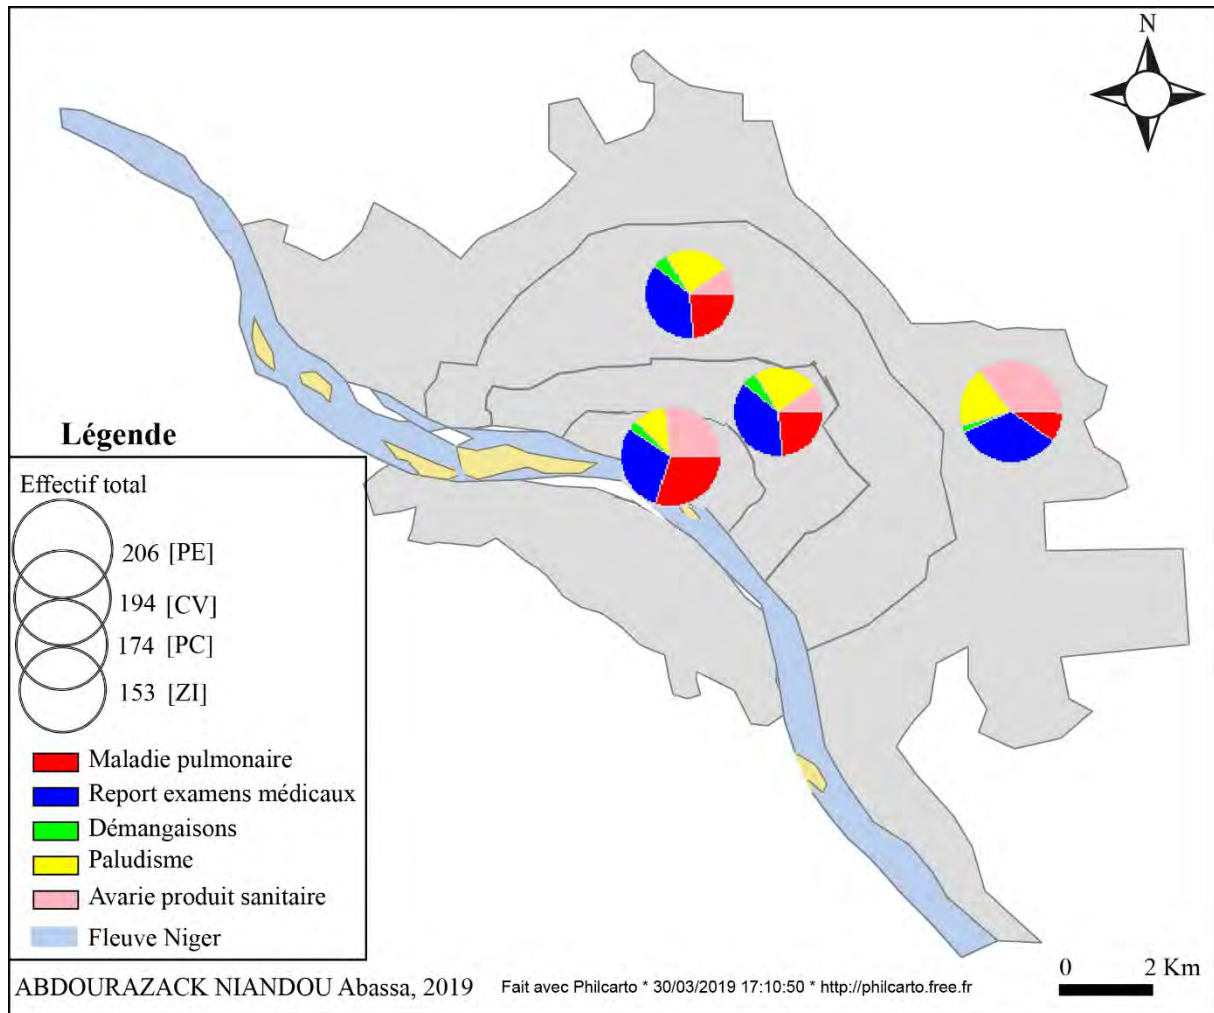 N
Légende
Effectif total
206 [PE]
194 [CV]
174 [PC]
153 [ZI]
Maladie pulmonaire
Report examens médicaux
Démangaisons
Paludisme
Avarie produit sanitaire
Fleuve Niger
0 2 Km
ABDOURAZACK NIANDOU Abassa, 2019
Fait avec Philcarto * 30/03/2019 17:10:50 * http://philcarto.free.fr